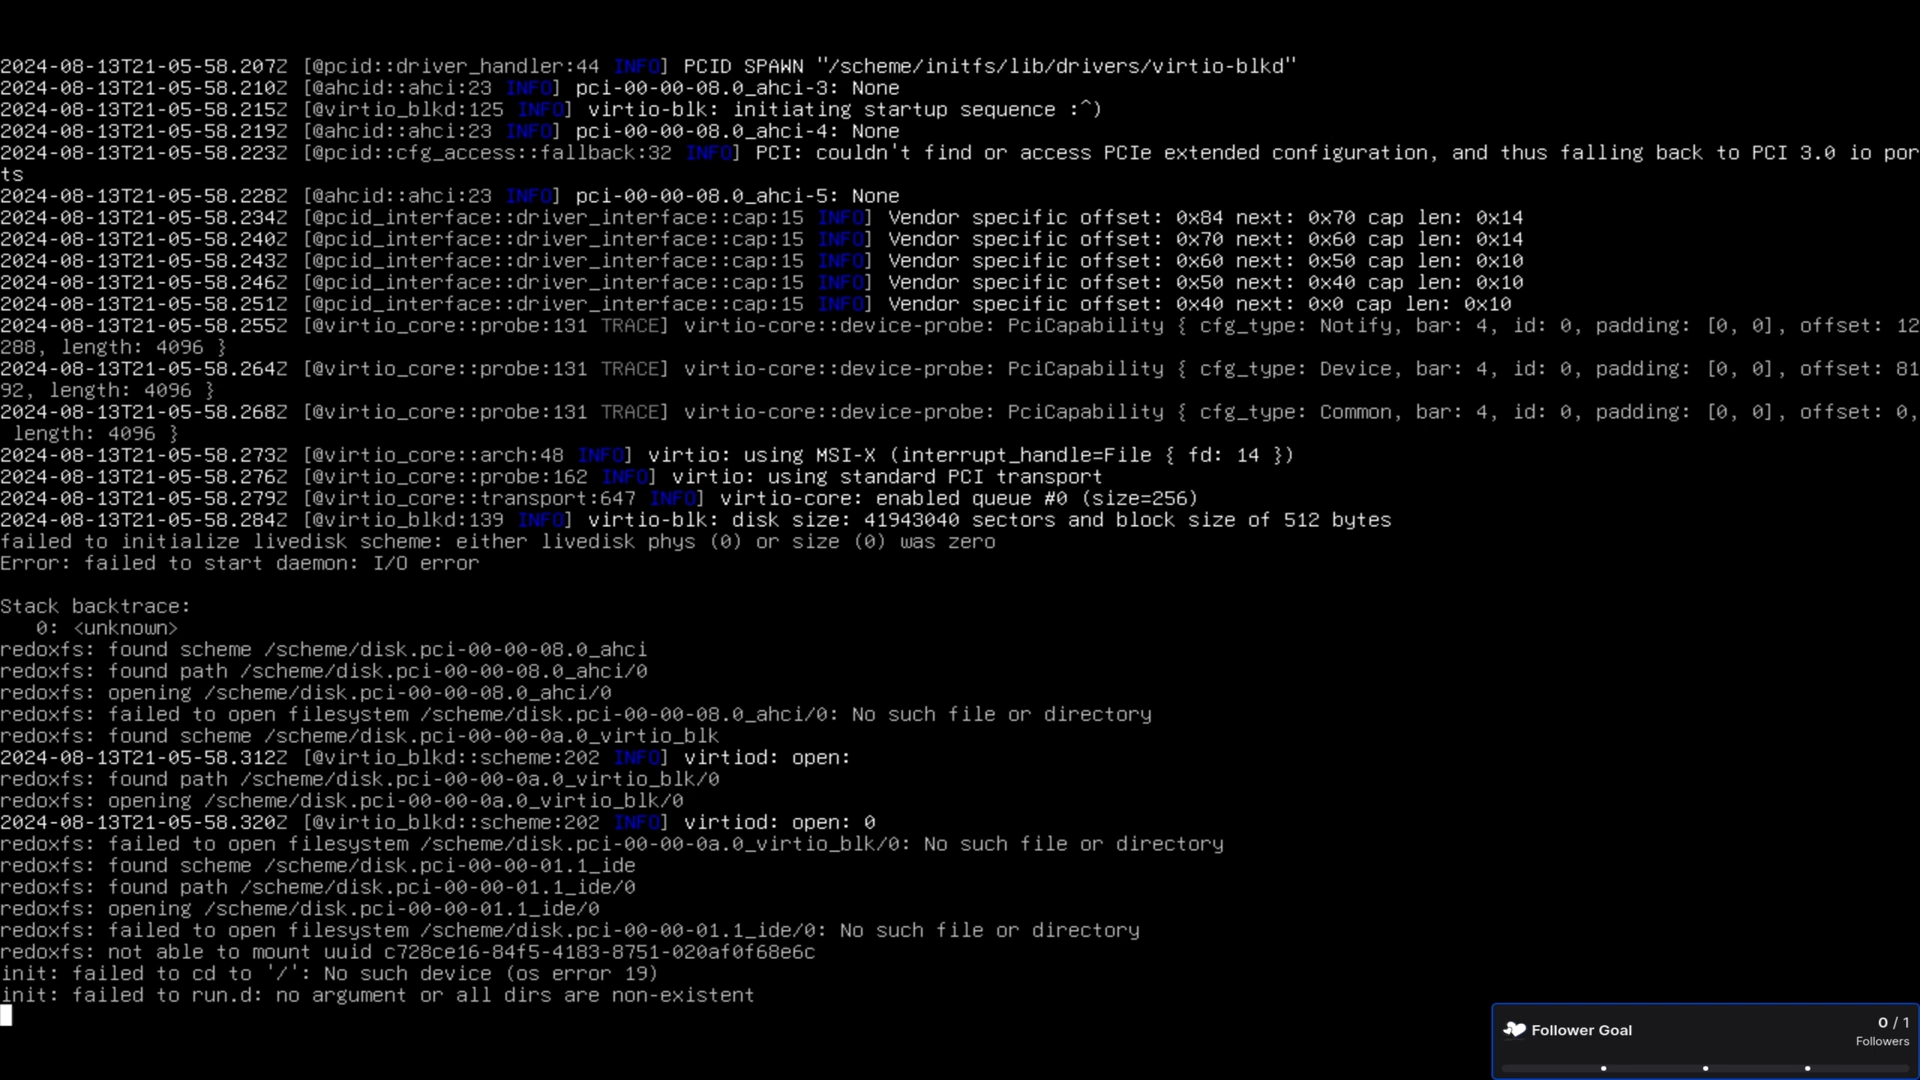 2024-08-13T21-05-58.207Z [@pcid::driver_handler:44 INFO] PCID SPAWN "/scheme/initfs/lib/drivers/virtio-blkd"
2024-08-13T21-05-58.210Z [@ahcid::ahci:23 INFO] pci-00-00-08.0_ahci-3: None
2024-08-13T21-05-58.215Z [@virtio_blkd:125 INFO] virtio-blk: initiating startup sequence :^)
2024-08-13T21-05-58.219Z [@ahcid::ahci:23 INFO] pci-00-00-08.0_ahci-4: None
2024-08-13T21-05-58.223Z [@pcid::cfg_access::fallback:32 INFO] PCI: couldn't find or access PCIe extended configuration, and thus falling back to PCI 3.0 io por
ts
2024-08-13T21-05-58.228Z [@ahcid::ahci:23 INFO] pci-00-00-08.0_ahci-5: None
2024-08-13T21-05-58.234Z [@pcid_interface::driver_interface::cap:15 INFO] Vendor specific offset: 0x84 next: 0x70 cap len: 0x14
2024-08-13T21-05-58.240Z [@pcid_interface::driver_interface::cap:15 INFO] Vendor specific offset: 0x70 next: 0x60 cap len: 0x14
2024-08-13T21-05-58.243Z [@pcid_interface::driver_interface::cap:15 INFO] Vendor specific offset: 0x60 next: 0x50 cap len: 0x10
2024-08-13T21-05-58.246Z [@pcid_interface::driver_interface::cap:15 INFO] Vendor specific offset: 0x50 next: 0x40 cap len: 0x10
2024-08-13T21-05-58.251Z [@pcid_interface::driver_interface::cap:15 INFO] Vendor specific offset: 0x40 next: 0x0 cap len: 0x10
2024-08-13T21-05-58.255Z [@virtio_core::probe:131 TRACE] virtio-core::device-probe: PciCapability { cfg_type: Notify, bar: 4, id: 0, padding: [0, 0], offset: 12
288, length: 4096 }
2024-08-13T21-05-58.264Z [@virtio_core::probe:131 TRACE] virtio-core::device-probe: PciCapability { cfg_type: Device, bar: 4, id: 0, padding: [0, 0], offset: 81
92, length: 4096 }
2024-08-13T21-05-58.268Z [@virtio_core::probe:131 TRACE] virtio-core::device-probe: PciCapability { cfg_type: Common, bar: 4, id: 0, padding: [0, 0], offset: 0,
 length: 4096 }
2024-08-13T21-05-58.273Z [@virtio_core::arch:48 INFO] virtio: using MSI-X (interrupt_handle=File { fd: 14 })
2024-08-13T21-05-58.276Z [@virtio_core::probe:162 INFO] virtio: using standard PCI transport
2024-08-13T21-05-58.279Z [@virtio_core::transport:647 INFO] virtio-core: enabled queue #0 (size=256)
2024-08-13T21-05-58.284Z [@virtio_blkd:139 INFO] virtio-blk: disk size: 41943040 sectors and block size of 512 bytes
failed to initialize livedisk scheme: either livedisk phys (0) or size (0) was zero
Error: failed to start daemon: I/O error
Stack backtrace:
   0: <unknown>
redoxfs: found scheme /scheme/disk.pci-00-00-08.0_ahci
redoxfs: found path /scheme/disk.pci-00-00-08.0_ahci/0
redoxfs: opening /scheme/disk.pci-00-00-08.0_ahci/0
redoxfs: failed to open filesystem /scheme/disk.pci-00-00-08.0_ahci/0: No such file or directory
redoxfs: found scheme /scheme/disk.pci-00-00-0a.0_virtio_blk
2024-08-13T21-05-58.312Z [@virtio_blkd::scheme:202 INFO] virtiod: open:
redoxfs: found path /scheme/disk.pci-00-00-0a.0_virtio_blk/0
redoxfs: opening /scheme/disk.pci-00-00-0a.0_virtio_blk/0
2024-08-13T21-05-58.320Z [@virtio_blkd::scheme:202 INFO] virtiod: open: 0
redoxfs: failed to open filesystem /scheme/disk.pci-00-00-0a.0_virtio_blk/0: No such file or directory
redoxfs: found scheme /scheme/disk.pci-00-00-01.1_ide
redoxfs: found path /scheme/disk.pci-00-00-01.1_ide/0
redoxfs: opening /scheme/disk.pci-00-00-01.1_ide/0
redoxfs: failed to open filesystem /scheme/disk.pci-00-00-01.1_ide/0: No such file or directory
redoxfs: not able to mount uuid c728ce16-84f5-4183-8751-020af0f68e6c
init: failed to cd to '/': No such device (os error 19)
init: failed to run.d: no argument or all dirs are non-existent
Follower Goal
0 / 1
Followers